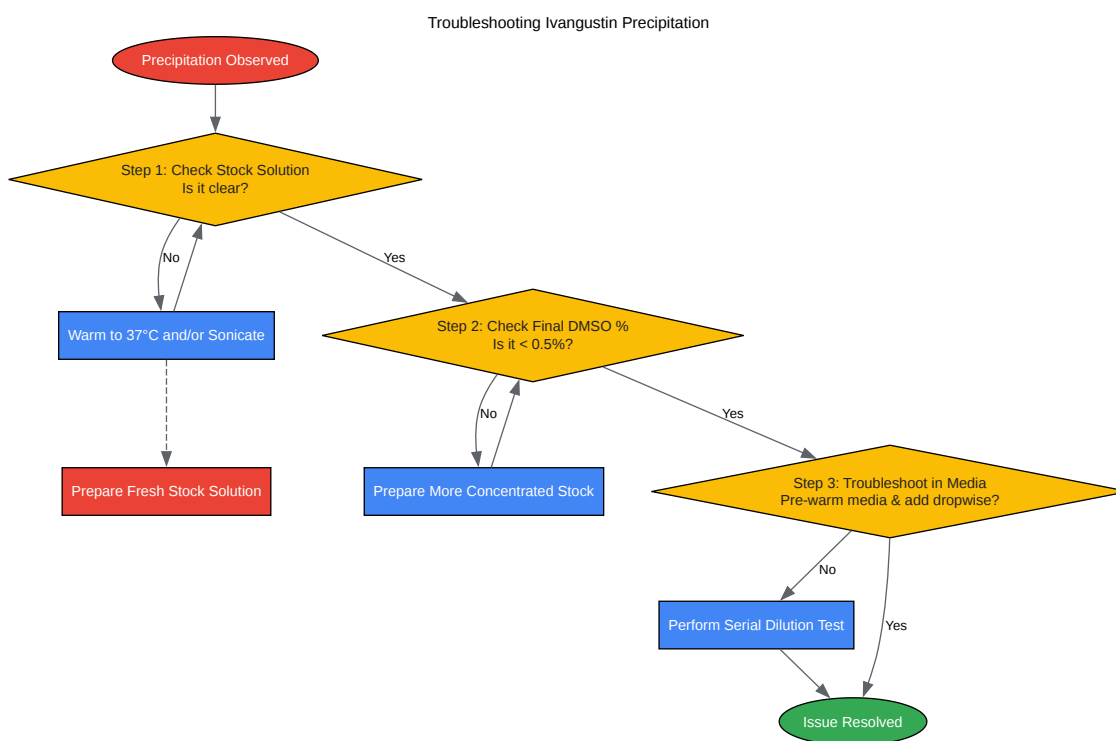 Troubleshooting Ivangustin Precipitation
Precipitation Observed
Step 1: Check Stock Solution
Is it clear?
No
Yes
Warm to 37°C and/or Sonicate
Step 2: Check Final DMSO %
Is it < 0.5%?
No
Yes
Prepare Fresh Stock Solution
Prepare More Concentrated Stock
Step 3: Troubleshoot in Media
Pre-warm media & add dropwise?
No
Yes
Perform Serial Dilution Test
Issue Resolved